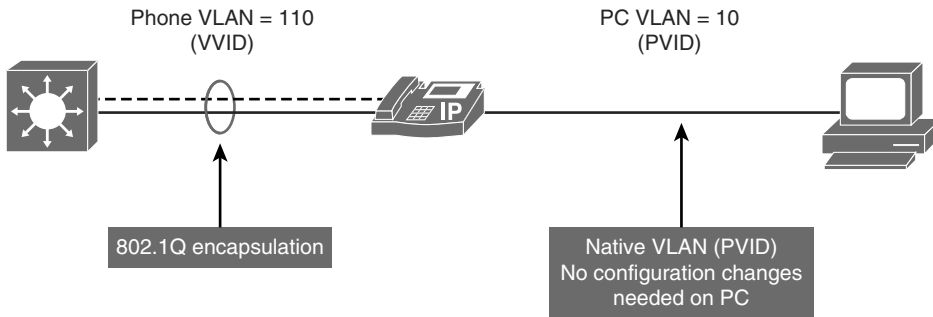 Phone VLAN = 110
(VVID)
PC VLAN = 10
(PVID)
IP
802.1Q encapsulation
Native VLAN (PVID)
No configuration changes
needed on PC